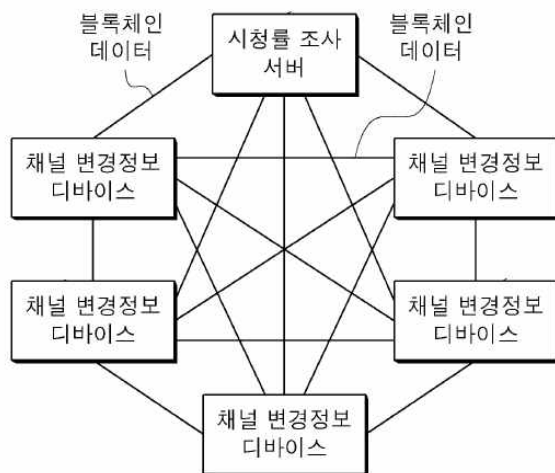 블록체인
데이터
시청률 조사
서버
블록체인
데이터
채널 변경정보
디바이스
채널 변경정보
디바이스
채널 변경정보
디바이스
채널 변경정보
디바이스
채널 변경정보
디바이스